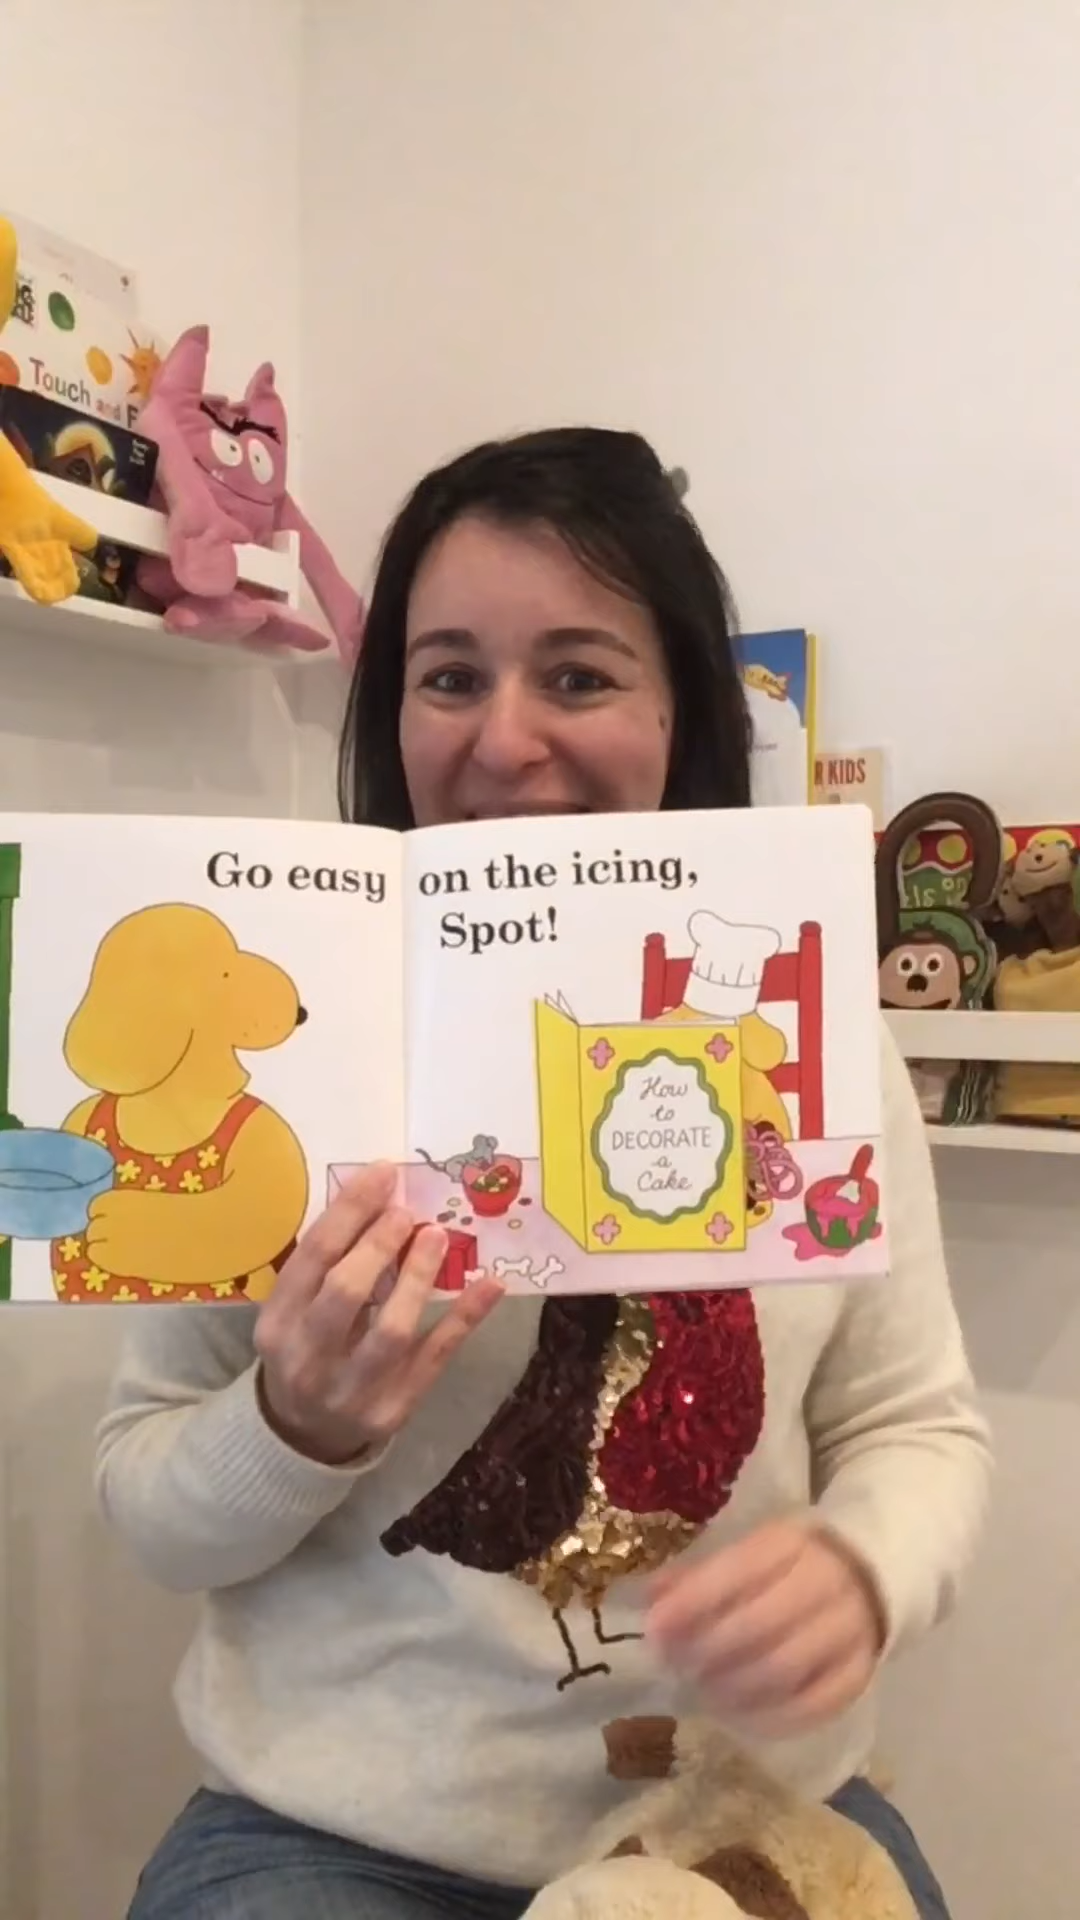 Touch and F
R KIDS
Go easy on the icing,
Spot!
How
to
DECORATE
a
Cake